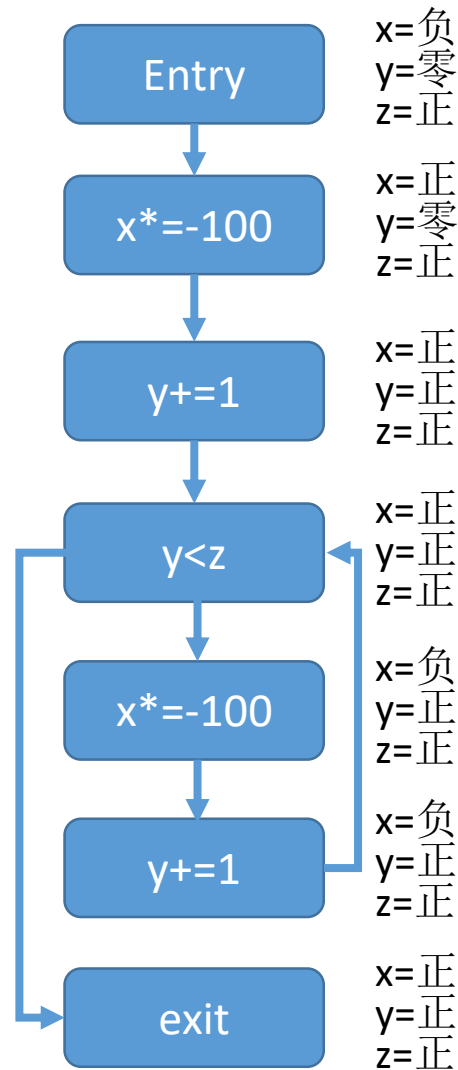 Entry
x=负
y=零
z=正
x*=-100
x=正
y=零
z=正
y+=1
x=正
y=正
z=正
y<z
x=正
y=正
z=正
x*=-100
x=负
y=正
z=正
y+=1
x=负
y=正
z=正
exit
x=正
y=正
z=正